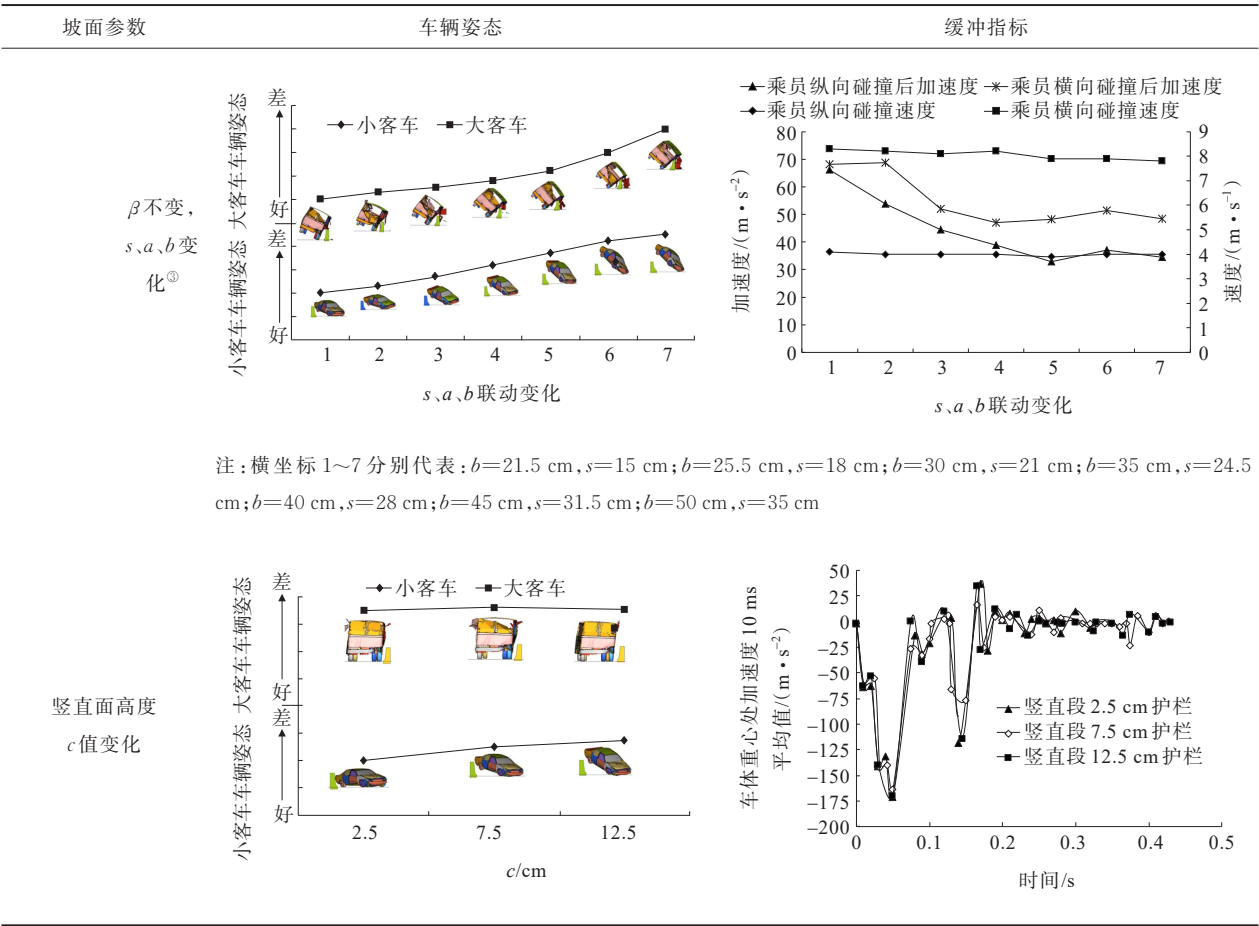 坡面参数 车辆姿态 缓冲指标
β不变,
s、a、b变
化③
大客车车辆姿态
差
好
小客车车辆姿态
差
好
小客车 大客车
1 2 3 4 5 6 7
s、a、b联动变化
乘员纵向碰撞后加速度 乘员横向碰撞后加速度
乘员纵向碰撞速度 乘员横向碰撞速度
加速度/(m·s⁻²)
80
70
60
50
40
30
20
10
0
9
8
7
6
5
4
3
2
1
0
速度/(m·s⁻¹)
1 2 3 4 5 6 7
s、a、b联动变化
注:横坐标1~7分别代表:b=21.5 cm,s=15 cm;b=25.5 cm,s=18 cm;b=30 cm,s=21 cm;b=35 cm,s=24.5
cm;b=40 cm,s=28 cm;b=45 cm,s=31.5 cm;b=50 cm,s=35 cm
竖直面高度
c值变化
大客车车辆姿态
差
好
小客车车辆姿态
差
好
小客车 大客车
2.5 7.5 12.5
c/cm
车体重心处加速度10 ms
平均值/(m·s⁻²)
50
25
0
−25
−50
−75
−100
−125
−150
−175
−200
竖直段2.5 cm护栏
竖直段7.5 cm护栏
竖直段12.5 cm护栏
0 0.1 0.2 0.3 0.4 0.5
时间/s